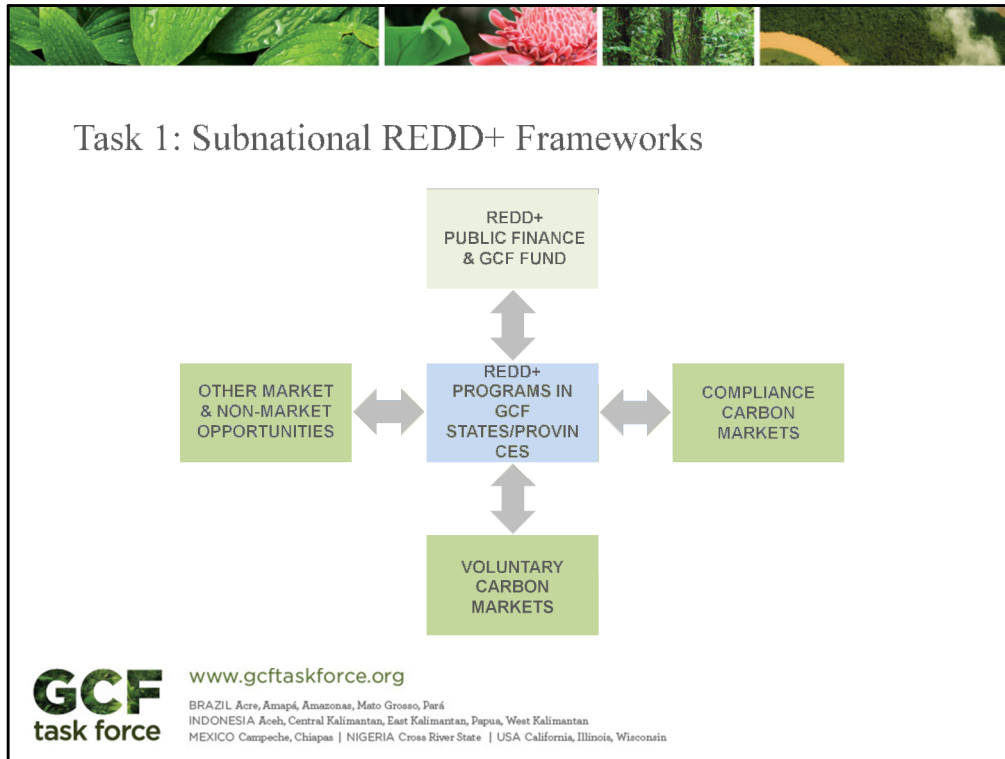 Task 1: Subnational REDD+ Frameworks
REDD+
PUBLIC FINANCE
& GCF FUND
OTHER MARKET
& NON-MARKET
OPPORTUNITIES
REDD+
PROGRAMS IN
GCF
STATES/PROVIN
CES
COMPLIANCE
CARBON
MARKETS
VOLUNTARY
CARBON
MARKETS
GCF
task force
www.gcftaskforce.org
BRAZIL Acre, Amapá, Amazonas, Mato Grosso, Pará
INDONESIA Aceh, Central Kalimantan, East Kalimantan, Papua, West Kalimantan
MEXICO Campeche, Chiapas | NIGERIA Cross River State | USA California, Illinois, Wisconsin